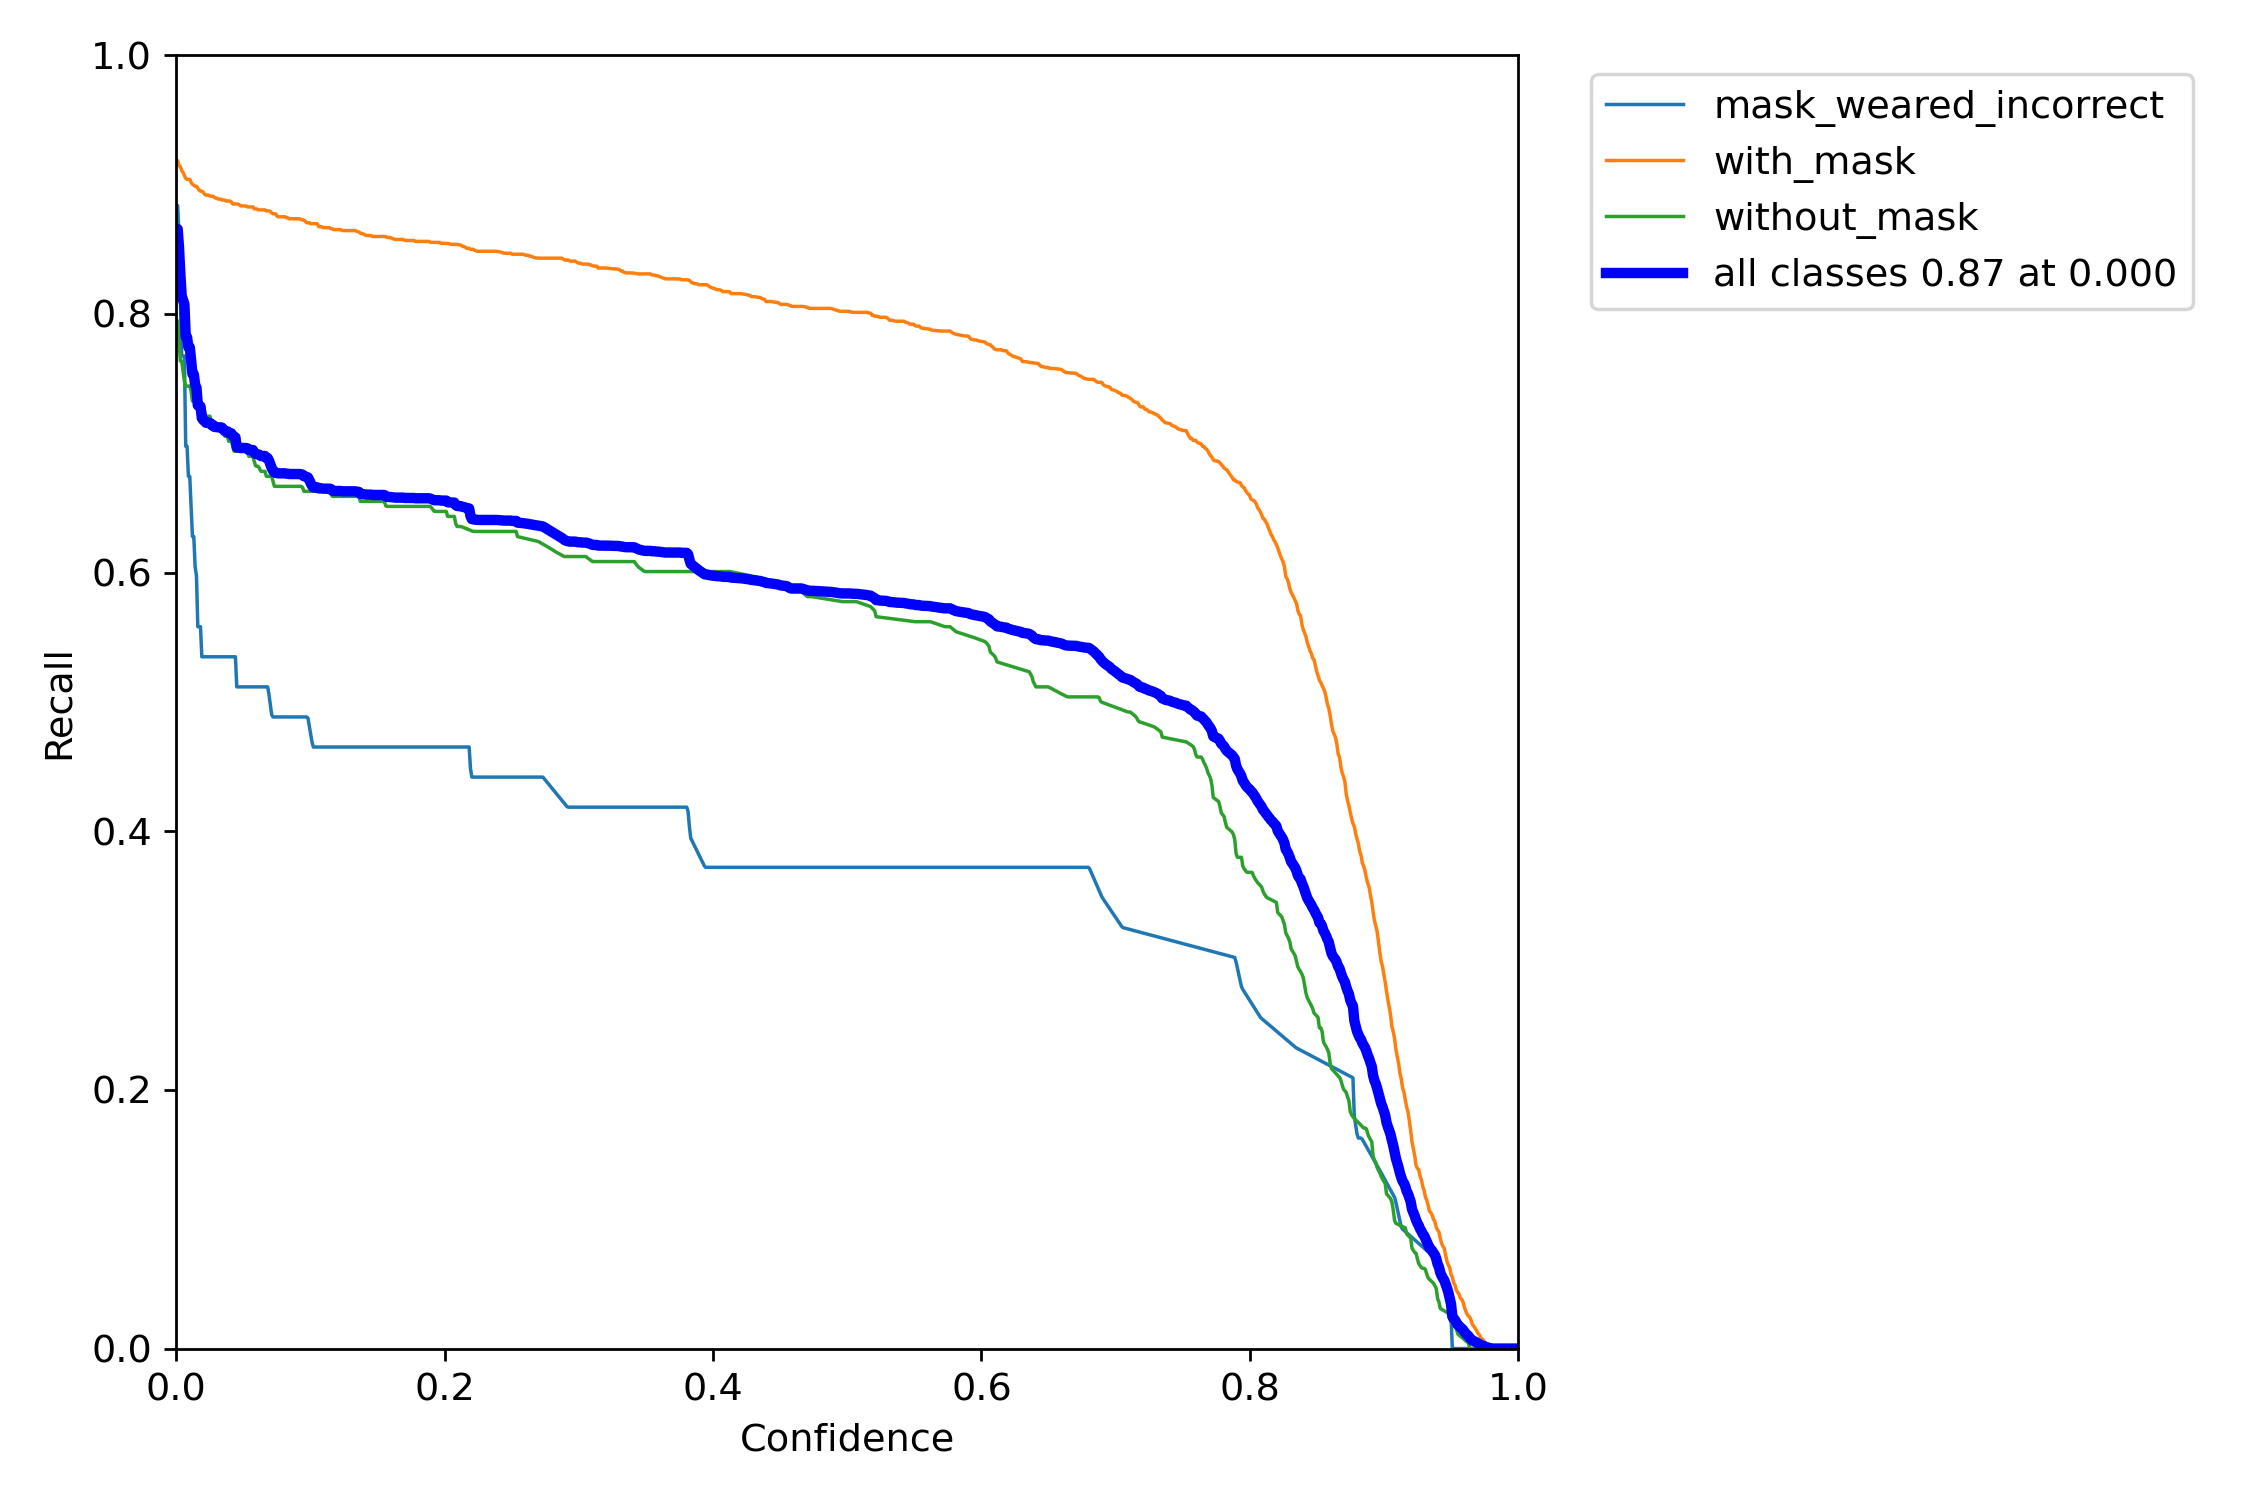 mask_weared_incorrect
with_mask
without_mask
all classes 0.87 at 0.000
1.0
0.8
0.6
0.4
0.2
0.0
Recall
0.0 0.2 0.4 0.6 0.8 1.0
Confidence